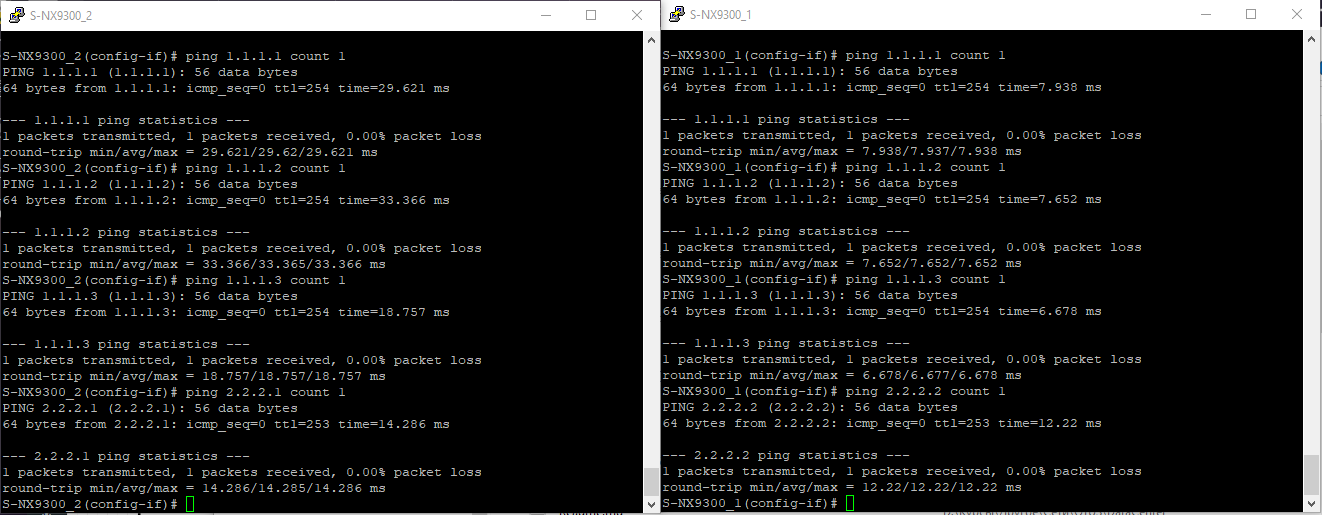 S-NX9300_2
S-NX9300_2(config-if)# ping 1.1.1.1 count 1
PING 1.1.1.1 (1.1.1.1): 56 data bytes
64 bytes from 1.1.1.1: icmp_seq=0 ttl=254 time=29.621 ms
--- 1.1.1.1 ping statistics ---
1 packets transmitted, 1 packets received, 0.00% packet loss
round-trip min/avg/max = 29.621/29.62/29.621 ms
S-NX9300_2(config-if)# ping 1.1.1.2 count 1
PING 1.1.1.2 (1.1.1.2): 56 data bytes
64 bytes from 1.1.1.2: icmp_seq=0 ttl=254 time=33.366 ms
--- 1.1.1.2 ping statistics ---
1 packets transmitted, 1 packets received, 0.00% packet loss
round-trip min/avg/max = 33.366/33.365/33.366 ms
S-NX9300_2(config-if)# ping 1.1.1.3 count 1
PING 1.1.1.3 (1.1.1.3): 56 data bytes
64 bytes from 1.1.1.3: icmp_seq=0 ttl=254 time=18.757 ms
--- 1.1.1.3 ping statistics ---
1 packets transmitted, 1 packets received, 0.00% packet loss
round-trip min/avg/max = 18.757/18.757/18.757 ms
S-NX9300_2(config-if)# ping 2.2.2.1 count 1
PING 2.2.2.1 (2.2.2.1): 56 data bytes
64 bytes from 2.2.2.1: icmp_seq=0 ttl=253 time=14.286 ms
--- 2.2.2.1 ping statistics ---
1 packets transmitted, 1 packets received, 0.00% packet loss
round-trip min/avg/max = 14.286/14.285/14.286 ms
S-NX9300_2(config-if)#
S-NX9300_1
S-NX9300_1(config-if)# ping 1.1.1.1 count 1
PING 1.1.1.1 (1.1.1.1): 56 data bytes
64 bytes from 1.1.1.1: icmp_seq=0 ttl=254 time=7.938 ms
--- 1.1.1.1 ping statistics ---
1 packets transmitted, 1 packets received, 0.00% packet loss
round-trip min/avg/max = 7.938/7.937/7.938 ms
S-NX9300_1(config-if)# ping 1.1.1.2 count 1
PING 1.1.1.2 (1.1.1.2): 56 data bytes
64 bytes from 1.1.1.2: icmp_seq=0 ttl=254 time=7.652 ms
--- 1.1.1.2 ping statistics ---
1 packets transmitted, 1 packets received, 0.00% packet loss
round-trip min/avg/max = 7.652/7.652/7.652 ms
S-NX9300_1(config-if)# ping 1.1.1.3 count 1
PING 1.1.1.3 (1.1.1.3): 56 data bytes
64 bytes from 1.1.1.3: icmp_seq=0 ttl=254 time=6.678 ms
--- 1.1.1.3 ping statistics ---
1 packets transmitted, 1 packets received, 0.00% packet loss
round-trip min/avg/max = 6.678/6.677/6.678 ms
S-NX9300_1(config-if)# ping 2.2.2.2 count 1
PING 2.2.2.2 (2.2.2.2): 56 data bytes
64 bytes from 2.2.2.2: icmp_seq=0 ttl=253 time=12.22 ms
--- 2.2.2.2 ping statistics ---
1 packets transmitted, 1 packets received, 0.00% packet loss
round-trip min/avg/max = 12.22/12.22/12.22 ms
S-NX9300_1(config-if)#